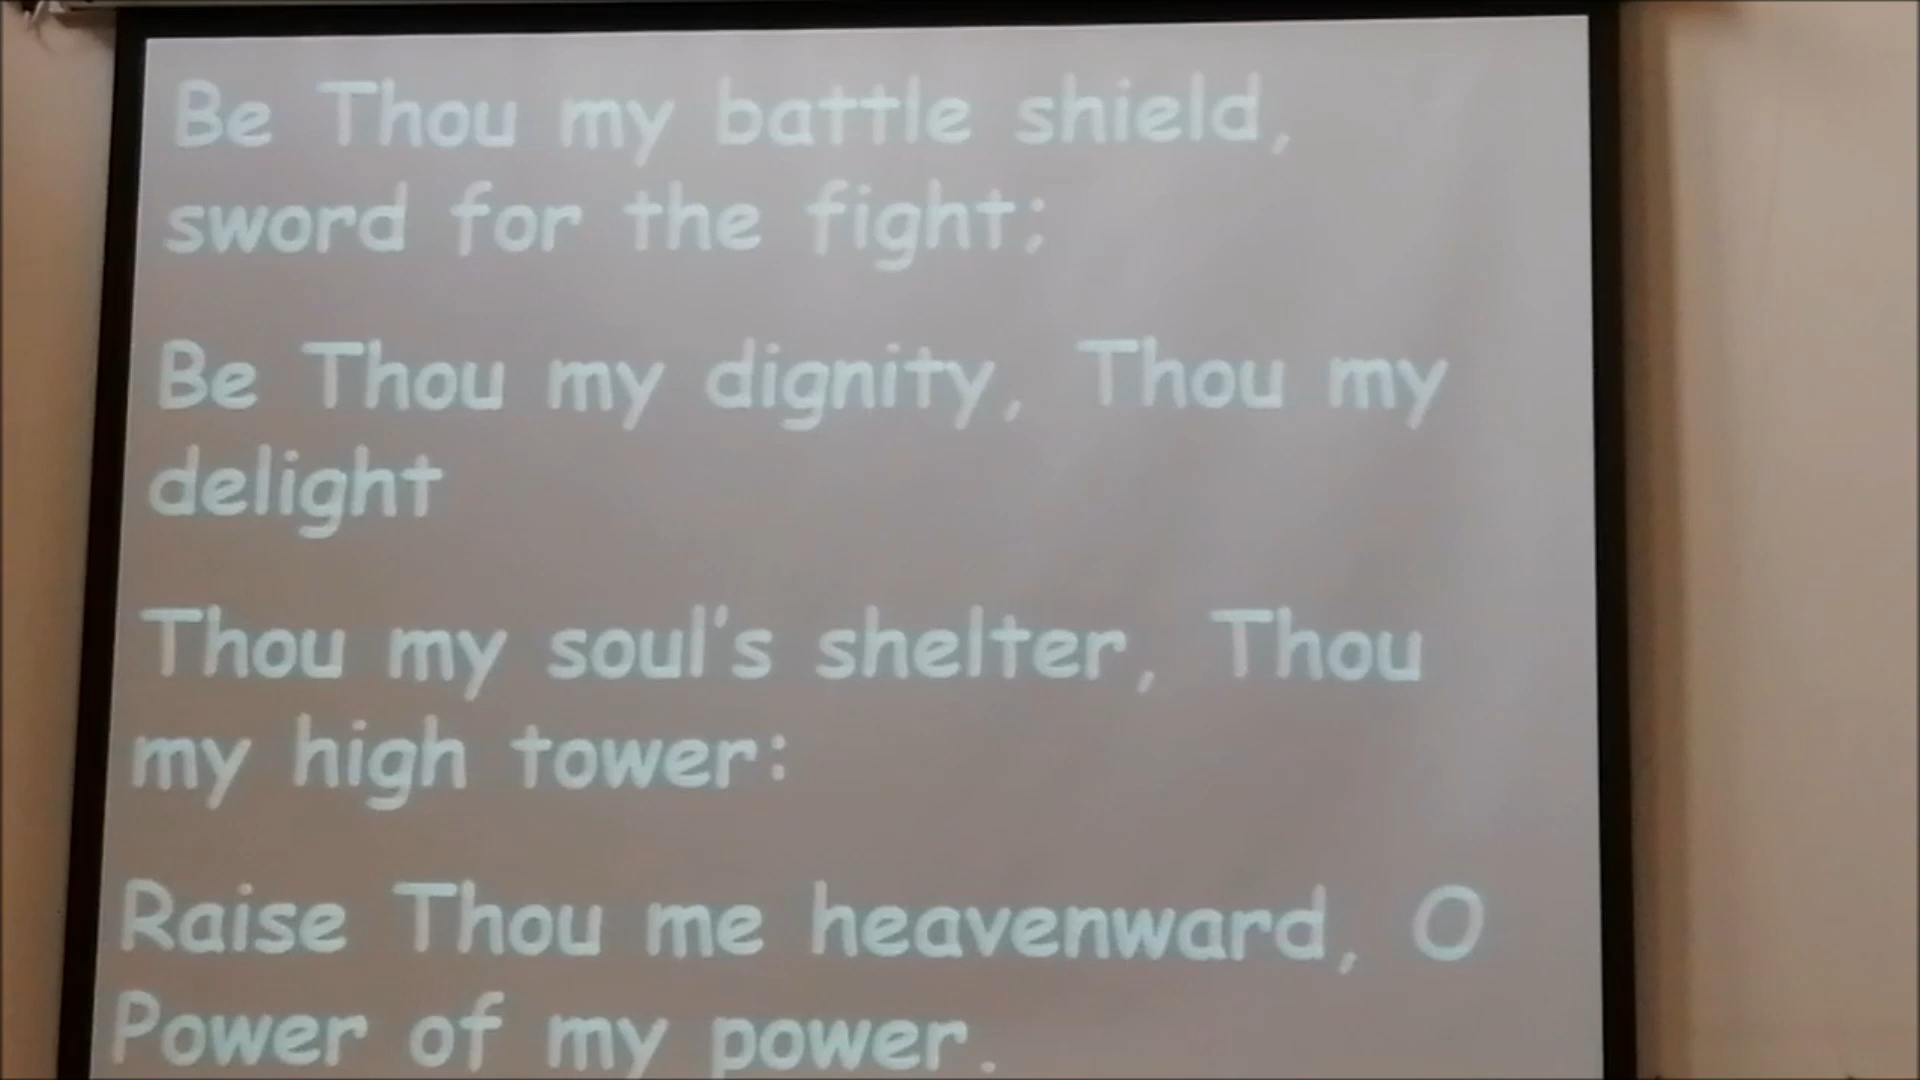 Be Thou my battle shield,
sword for the fight;
Be Thou my dignity, Thou my
delight
Thou my soul's shelter, Thou
my high tower:
Raise Thou me heavenward, O
Power of my power.